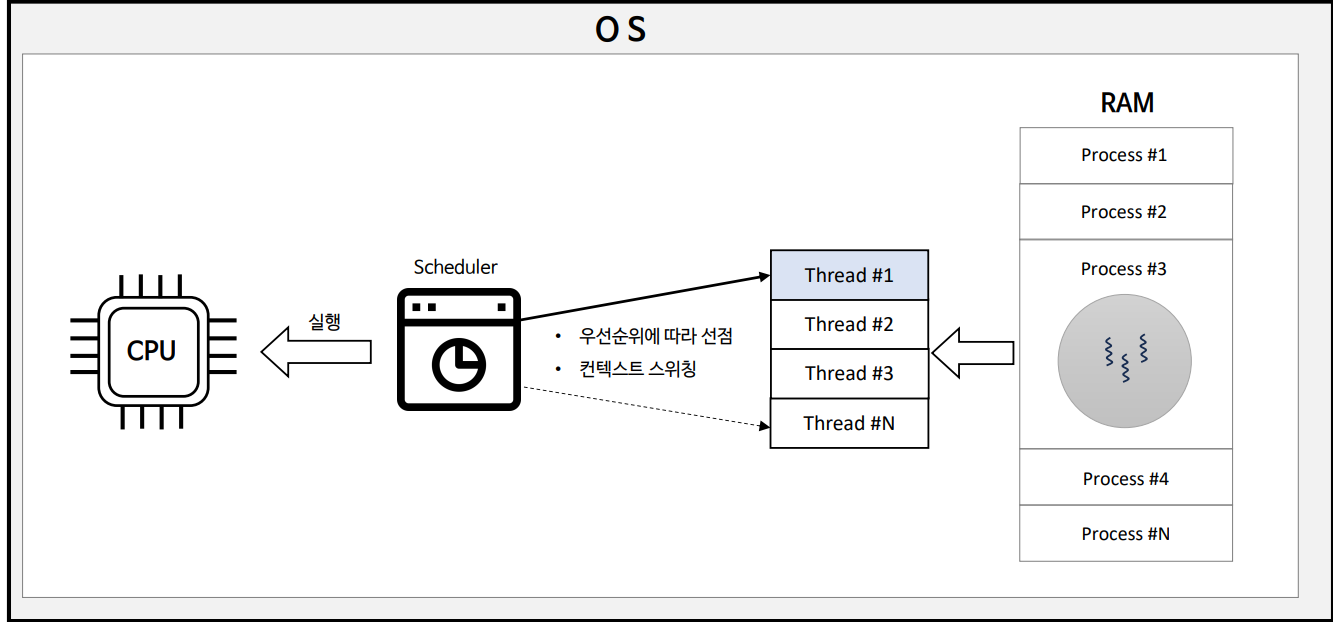 OS
RAM
Process #1
Process #2
Process #3
Process #4
Process #N
Thread #1
Thread #2
Thread #3
Thread #N
Scheduler
• 우선순위에 따라 선점
• 컨텍스트 스위칭
실행
CPU